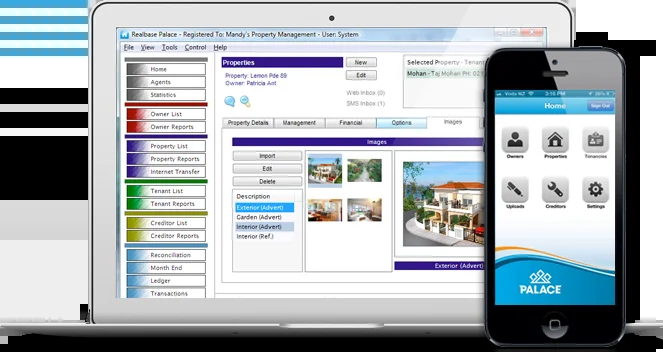 Realbase Palace - Registered To: Mandy's Property Management - User: System
File View Tools Control Help
Home
Agents
Statistics
Owner List
Owner Reports
Property List
Property Reports
Internet Transfer
Tenant List
Tenant Reports
Creditor List
Creditor Reports
Reconciliation
Month End
Ledger
Transactions
Properties
New
Property: Lemon Pde 89
Edit
Owner: Patricia Ant
Web Inbox (0)
SMS Inbox (1)
Selected Property - Tenant
Mohan - Taj Mohan PH: 02
Property Details Management Financial Options Images
Images
Import
Edit
Delete
Description
Exterior (Advert)
Garden (Advert)
Interior (Advert)
Interior (Ref.)
Exterior (Advert)
3:16 PM
Home Sign Out
Owners Properties Tenancies
Uploads Creditors Settings
PALACE